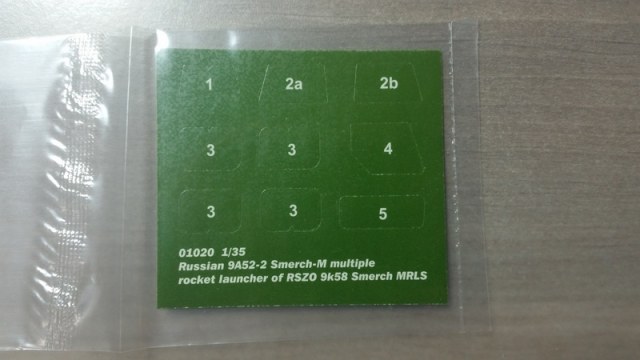 1 2a 2b
3 3 4
3 3 5
01020 1/35
Russian 9A52-2 Smerch-M multiple
rocket launcher of RSZO 9k58 Smerch MRLS